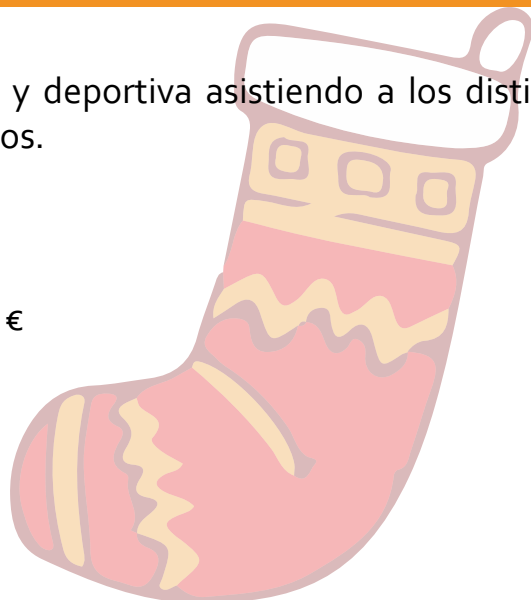 y deportiva asistiendo a los disti
os.
€